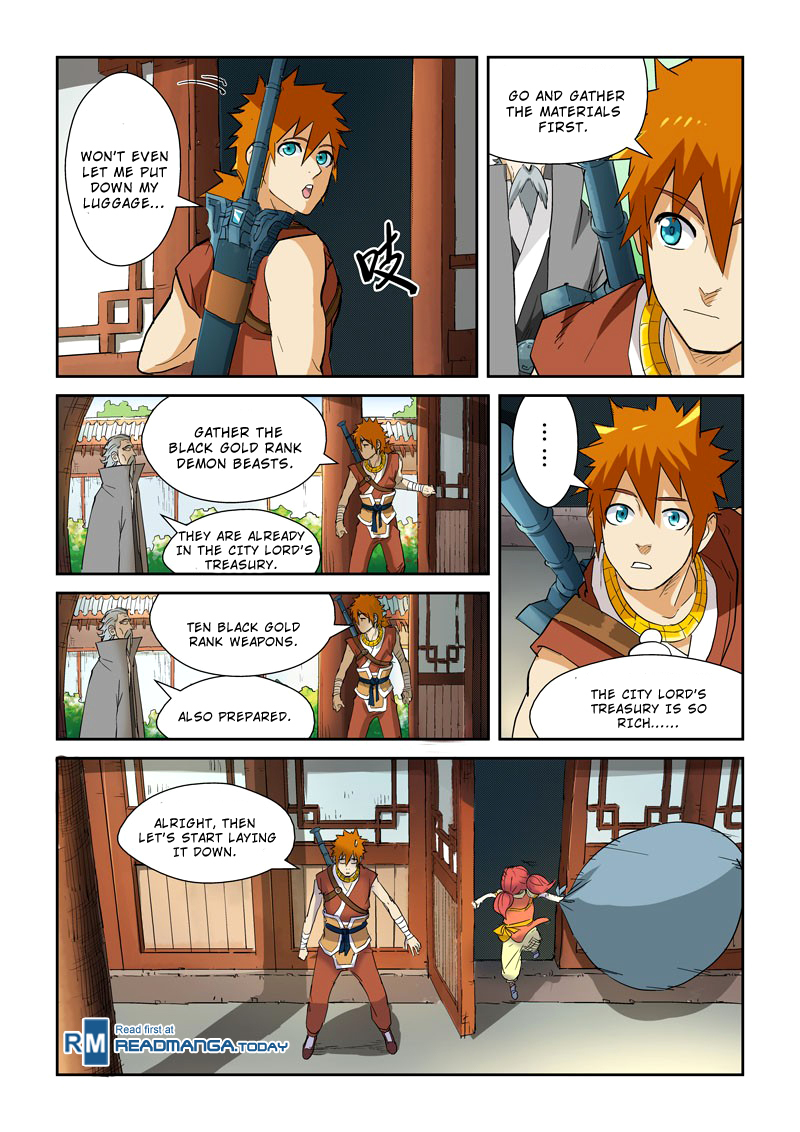 WON'T EVEN
LET ME PUT
DOWN MY
LUGGAGE...
吱
GO AND GATHER
THE MATERIALS
FIRST.
GATHER THE
BLACK GOLD RANK
DEMON BEASTS.
THEY ARE ALREADY
IN THE CITY LORD'S
TREASURY.
TEN BLACK GOLD
RANK WEAPONS.
ALSO PREPARED.
......
THE CITY LORD'S
TREASURY IS SO
RICH......
ALRIGHT, THEN
LET'S START LAYING
IT DOWN.
RM
Read first at
READMANGA.TODAY